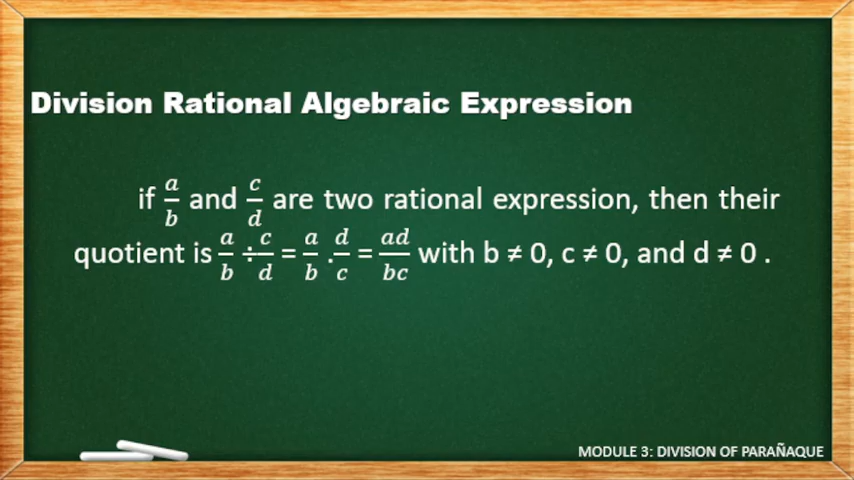 Division Rational Algebraic Expression
if a/b and c/d are two rational expression, then their
quotient is a/b ÷ c/d = a/b . d/c = ad/bc with b ≠ 0, c ≠ 0, and d ≠ 0 .
MODULE 3: DIVISION OF PARAÑAQUE